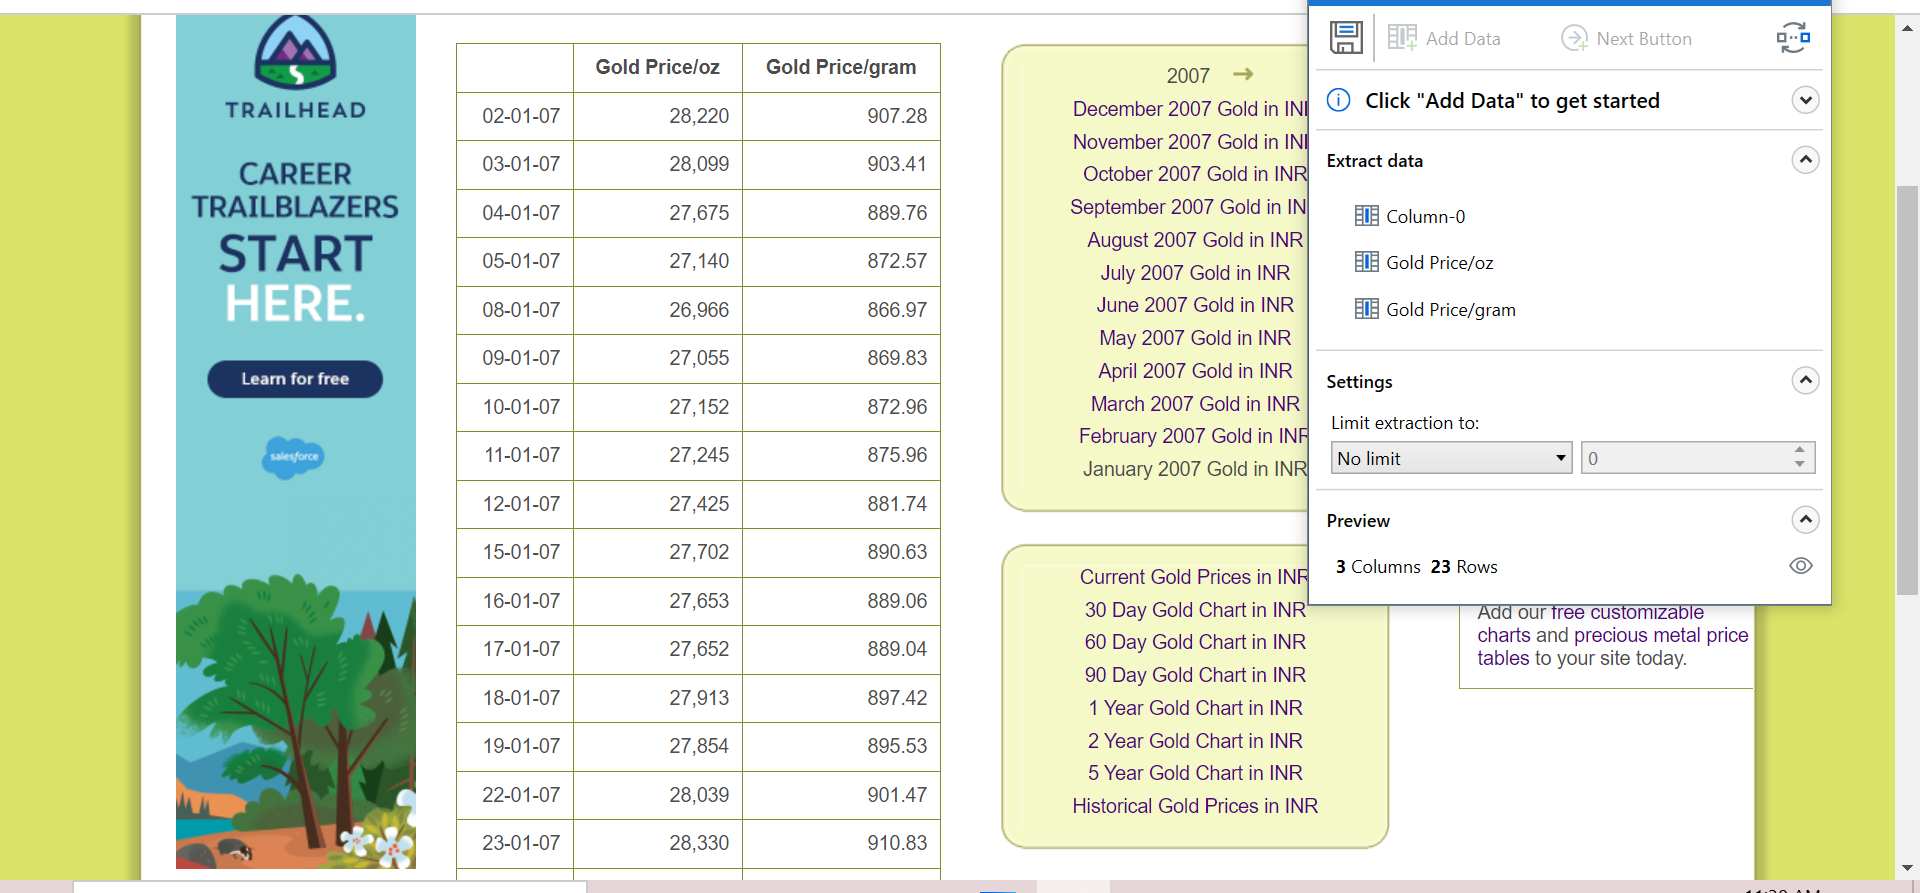 TRAILHEAD
CAREER
TRAILBLAZERS
START
HERE.
Learn for free
salesforce
Gold Price/oz Gold Price/gram
02-01-07 28,220 907.28
03-01-07 28,099 903.41
04-01-07 27,675 889.76
05-01-07 27,140 872.57
08-01-07 26,966 866.97
09-01-07 27,055 869.83
10-01-07 27,152 872.96
11-01-07 27,245 875.96
12-01-07 27,425 881.74
15-01-07 27,702 890.63
16-01-07 27,653 889.06
17-01-07 27,652 889.04
18-01-07 27,913 897.42
19-01-07 27,854 895.53
22-01-07 28,039 901.47
23-01-07 28,330 910.83
2007 →
December 2007 Gold in INR
November 2007 Gold in INR
October 2007 Gold in INR
September 2007 Gold in IN
August 2007 Gold in INR
July 2007 Gold in INR
June 2007 Gold in INR
May 2007 Gold in INR
April 2007 Gold in INR
March 2007 Gold in INR
February 2007 Gold in INR
January 2007 Gold in INR
Current Gold Prices in INR
30 Day Gold Chart in INR
60 Day Gold Chart in INR
90 Day Gold Chart in INR
1 Year Gold Chart in INR
2 Year Gold Chart in INR
5 Year Gold Chart in INR
Historical Gold Prices in INR
Add Data Next Button
Click "Add Data" to get started
Extract data
Column-0
Gold Price/oz
Gold Price/gram
Settings
Limit extraction to:
No limit 0
Preview
3 Columns 23 Rows
Add our free customizable
charts and precious metal price
tables to your site today.